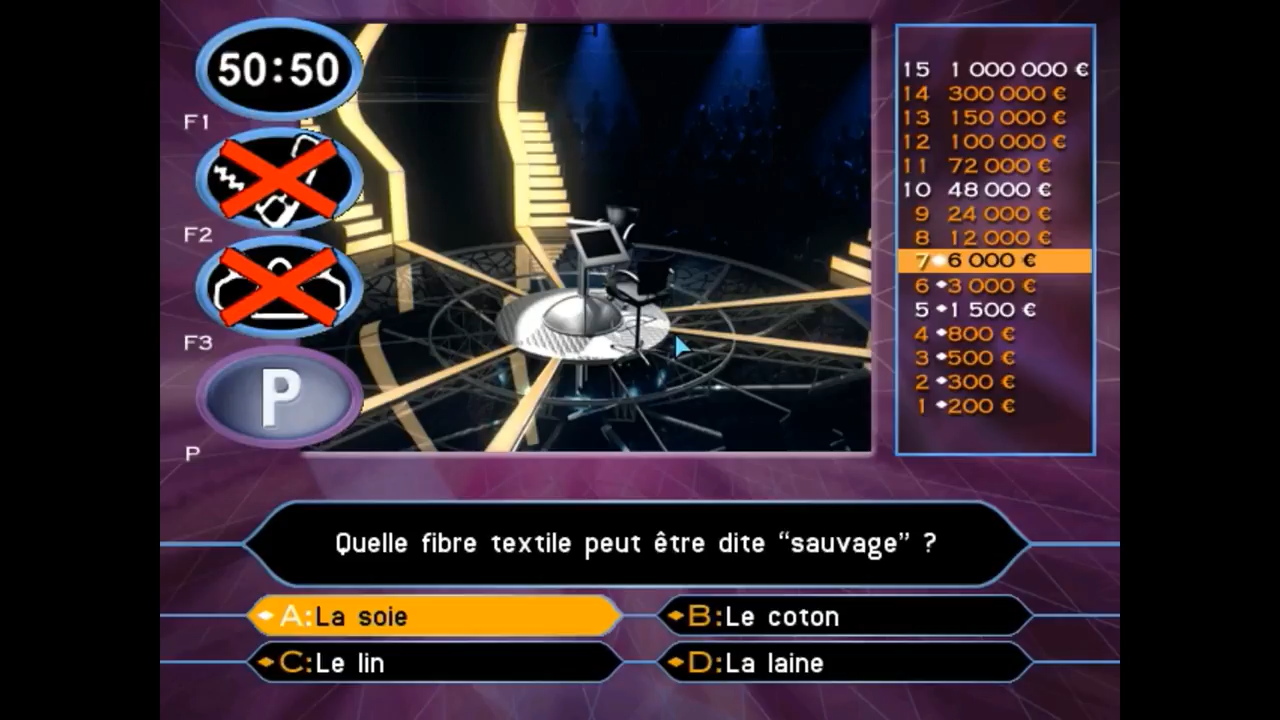 50:50
F1
F2
F3
P
P
15 1 000 000 €
14 300 000 €
13 150 000 €
12 100 000 €
11 72 000 €
10 48 000 €
9 24 000 €
8 12 000 €
7 6 000 €
6 3 000 €
5 1 500 €
4 800 €
3 500 €
2 300 €
1 200 €
Quelle fibre textile peut être dite “sauvage” ?
A: La soie
B: Le coton
C: Le lin
D: La laine